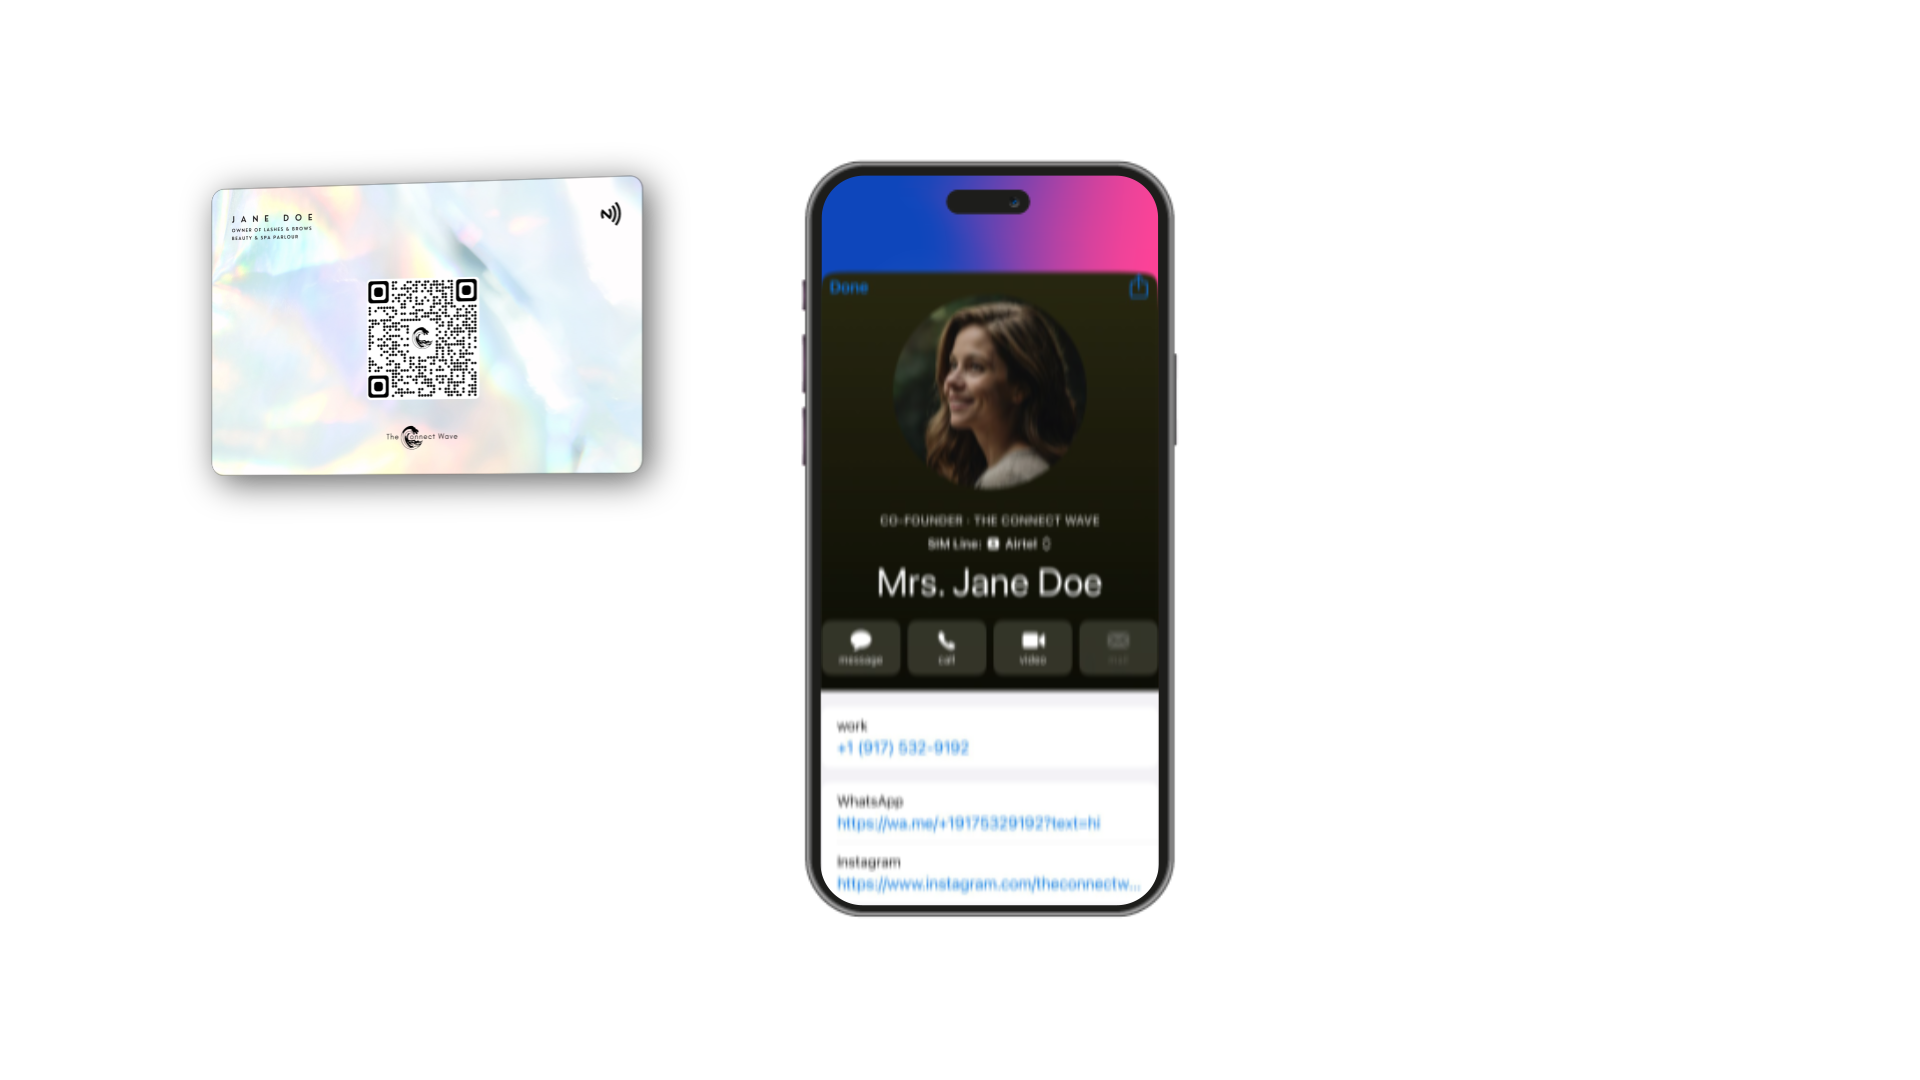 JANE DOE
OWNER OF LASHES & BROWS
BEAUTY & SPA PARLOUR
The Connect Wave
Done
CO-FOUNDER · THE CONNECT WAVE
SIM Line: Airtel
Mrs. Jane Doe
message
call
video
work
+1 (917) 532-9192
WhatsApp
https://wa.me/+19175329192?text=hi
Instagram
https://www.instagram.com/theconnectw...